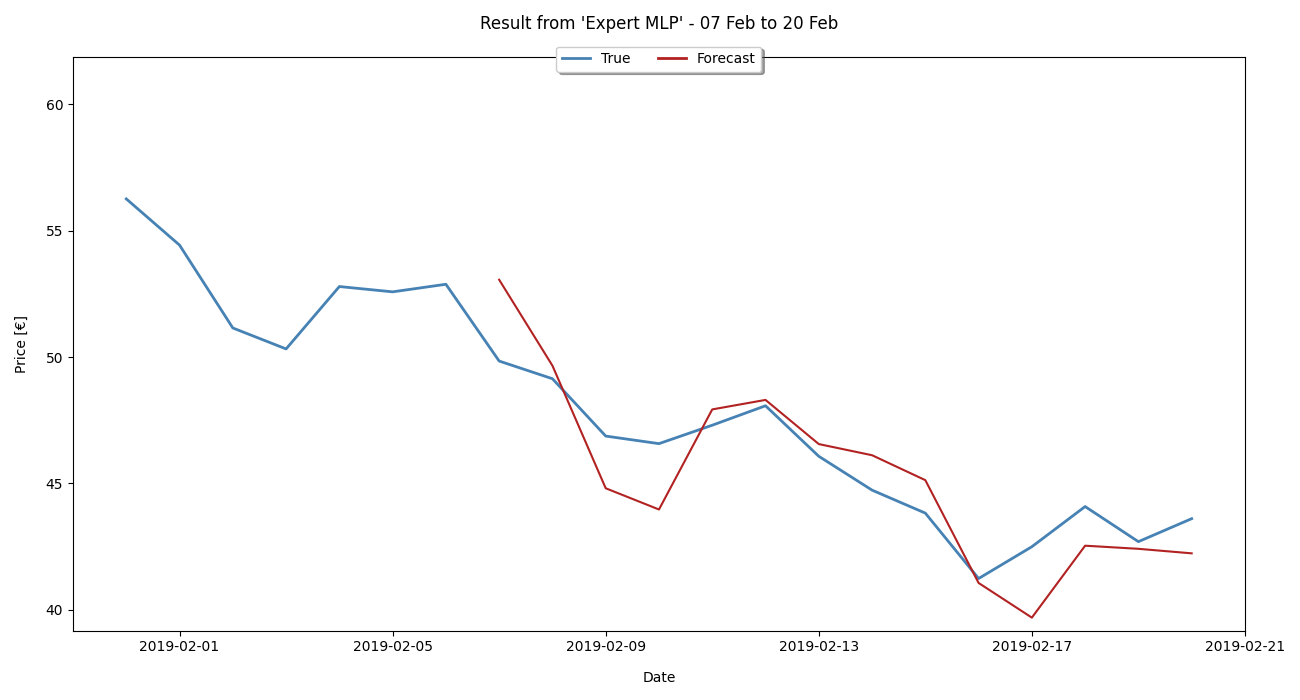 Result from 'Expert MLP' - 07 Feb to 20 Feb
True Forecast
60
55
50
45
40
Price [€]
2019-02-01 2019-02-05 2019-02-09 2019-02-13 2019-02-17 2019-02-21
Date